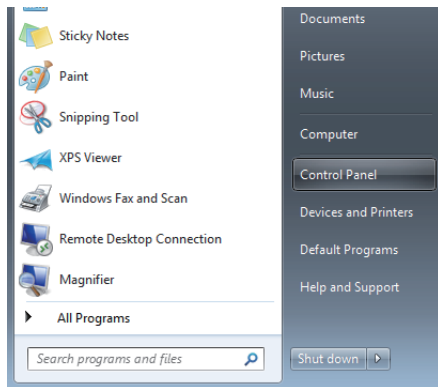 Sticky Notes
Paint
Snipping Tool
XPS Viewer
Windows Fax and Scan
Remote Desktop Connection
Magnifier
All Programs
Search programs and files
Documents
Pictures
Music
Computer
Control Panel
Devices and Printers
Default Programs
Help and Support
Shut down